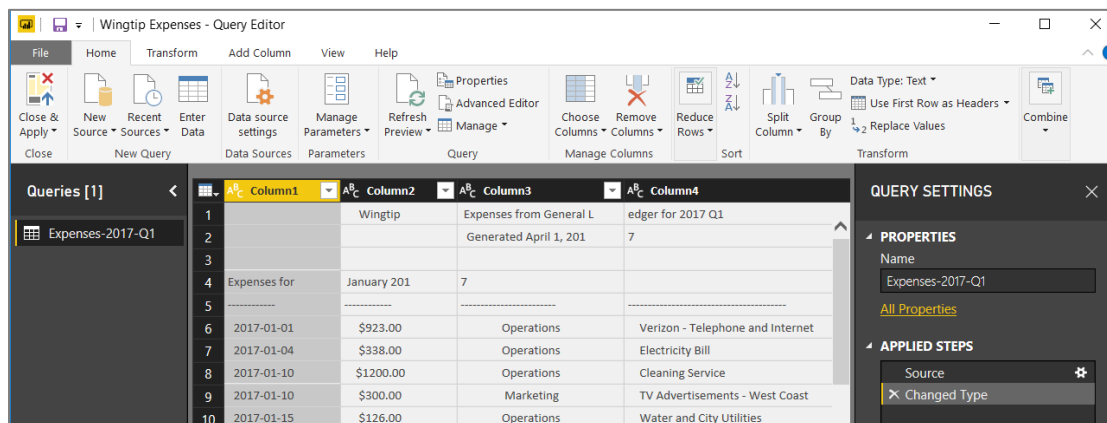 Wingtip Expenses - Query Editor
File Home Transform Add Column View Help
Close & Apply
New Source
Recent Sources
Enter Data
Data source settings
Manage Parameters
Refresh Preview
Properties
Advanced Editor
Manage
Choose Columns
Remove Columns
Reduce Rows
Split Column
Group By
Data Type: Text
Use First Row as Headers
Replace Values
Combine
Close New Query Data Sources Parameters Query Manage Columns Sort Transform
Queries [1]
Expenses-2017-Q1
Column1 Column2 Column3 Column4
1 Wingtip Expenses from General L edger for 2017 Q1
2 Generated April 1, 201 7
3
4 Expenses for January 201 7
5 ------------ ------------ ------------------------ ----------------------------------------
6 2017-01-01 $923.00 Operations Verizon - Telephone and Internet
7 2017-01-04 $338.00 Operations Electricity Bill
8 2017-01-10 $1200.00 Operations Cleaning Service
9 2017-01-10 $300.00 Marketing TV Advertisements - West Coast
10 2017-01-15 $126.00 Operations Water and City Utilities
QUERY SETTINGS
PROPERTIES
Name
Expenses-2017-Q1
All Properties
APPLIED STEPS
Source
Changed Type